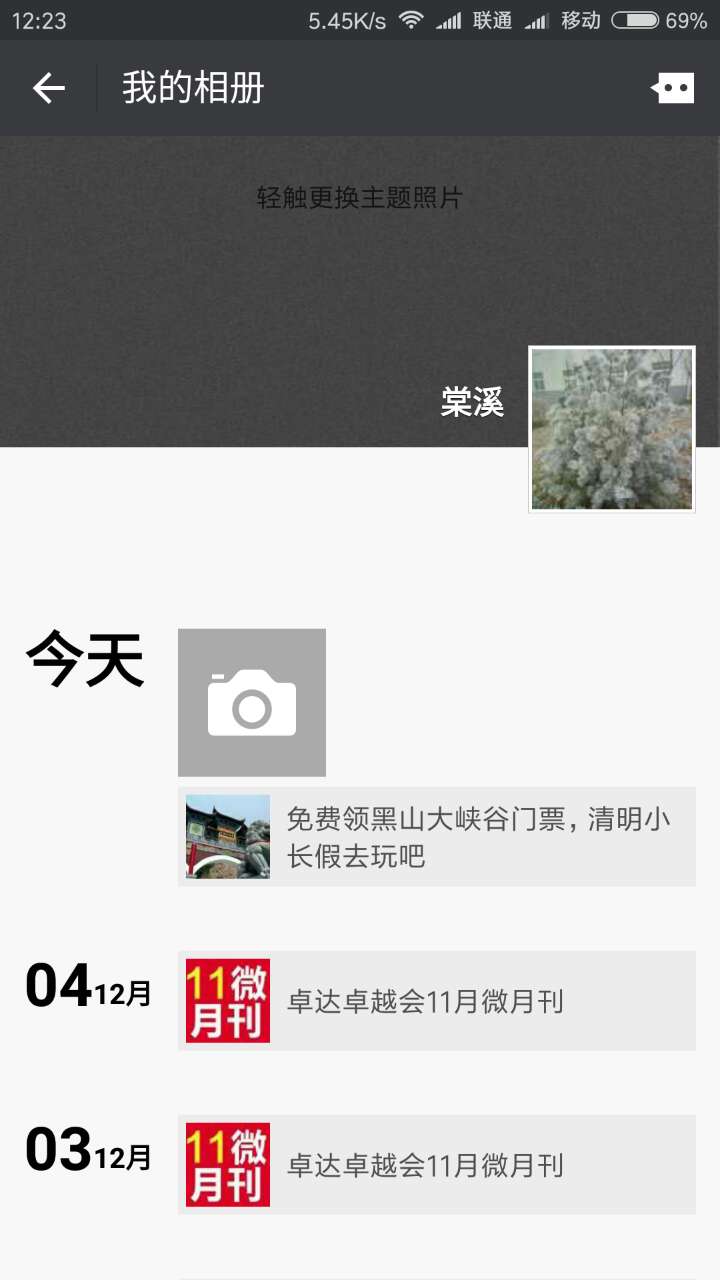 12:23 5.45K/s 联通 移动 69%
我的相册
轻触更换主题照片
棠溪
今天
免费领黑山大峡谷门票，清明小
长假去玩吧
04 12月
11微
月刊
卓达卓越会11月微月刊
03 12月
11微
月刊
卓达卓越会11月微月刊